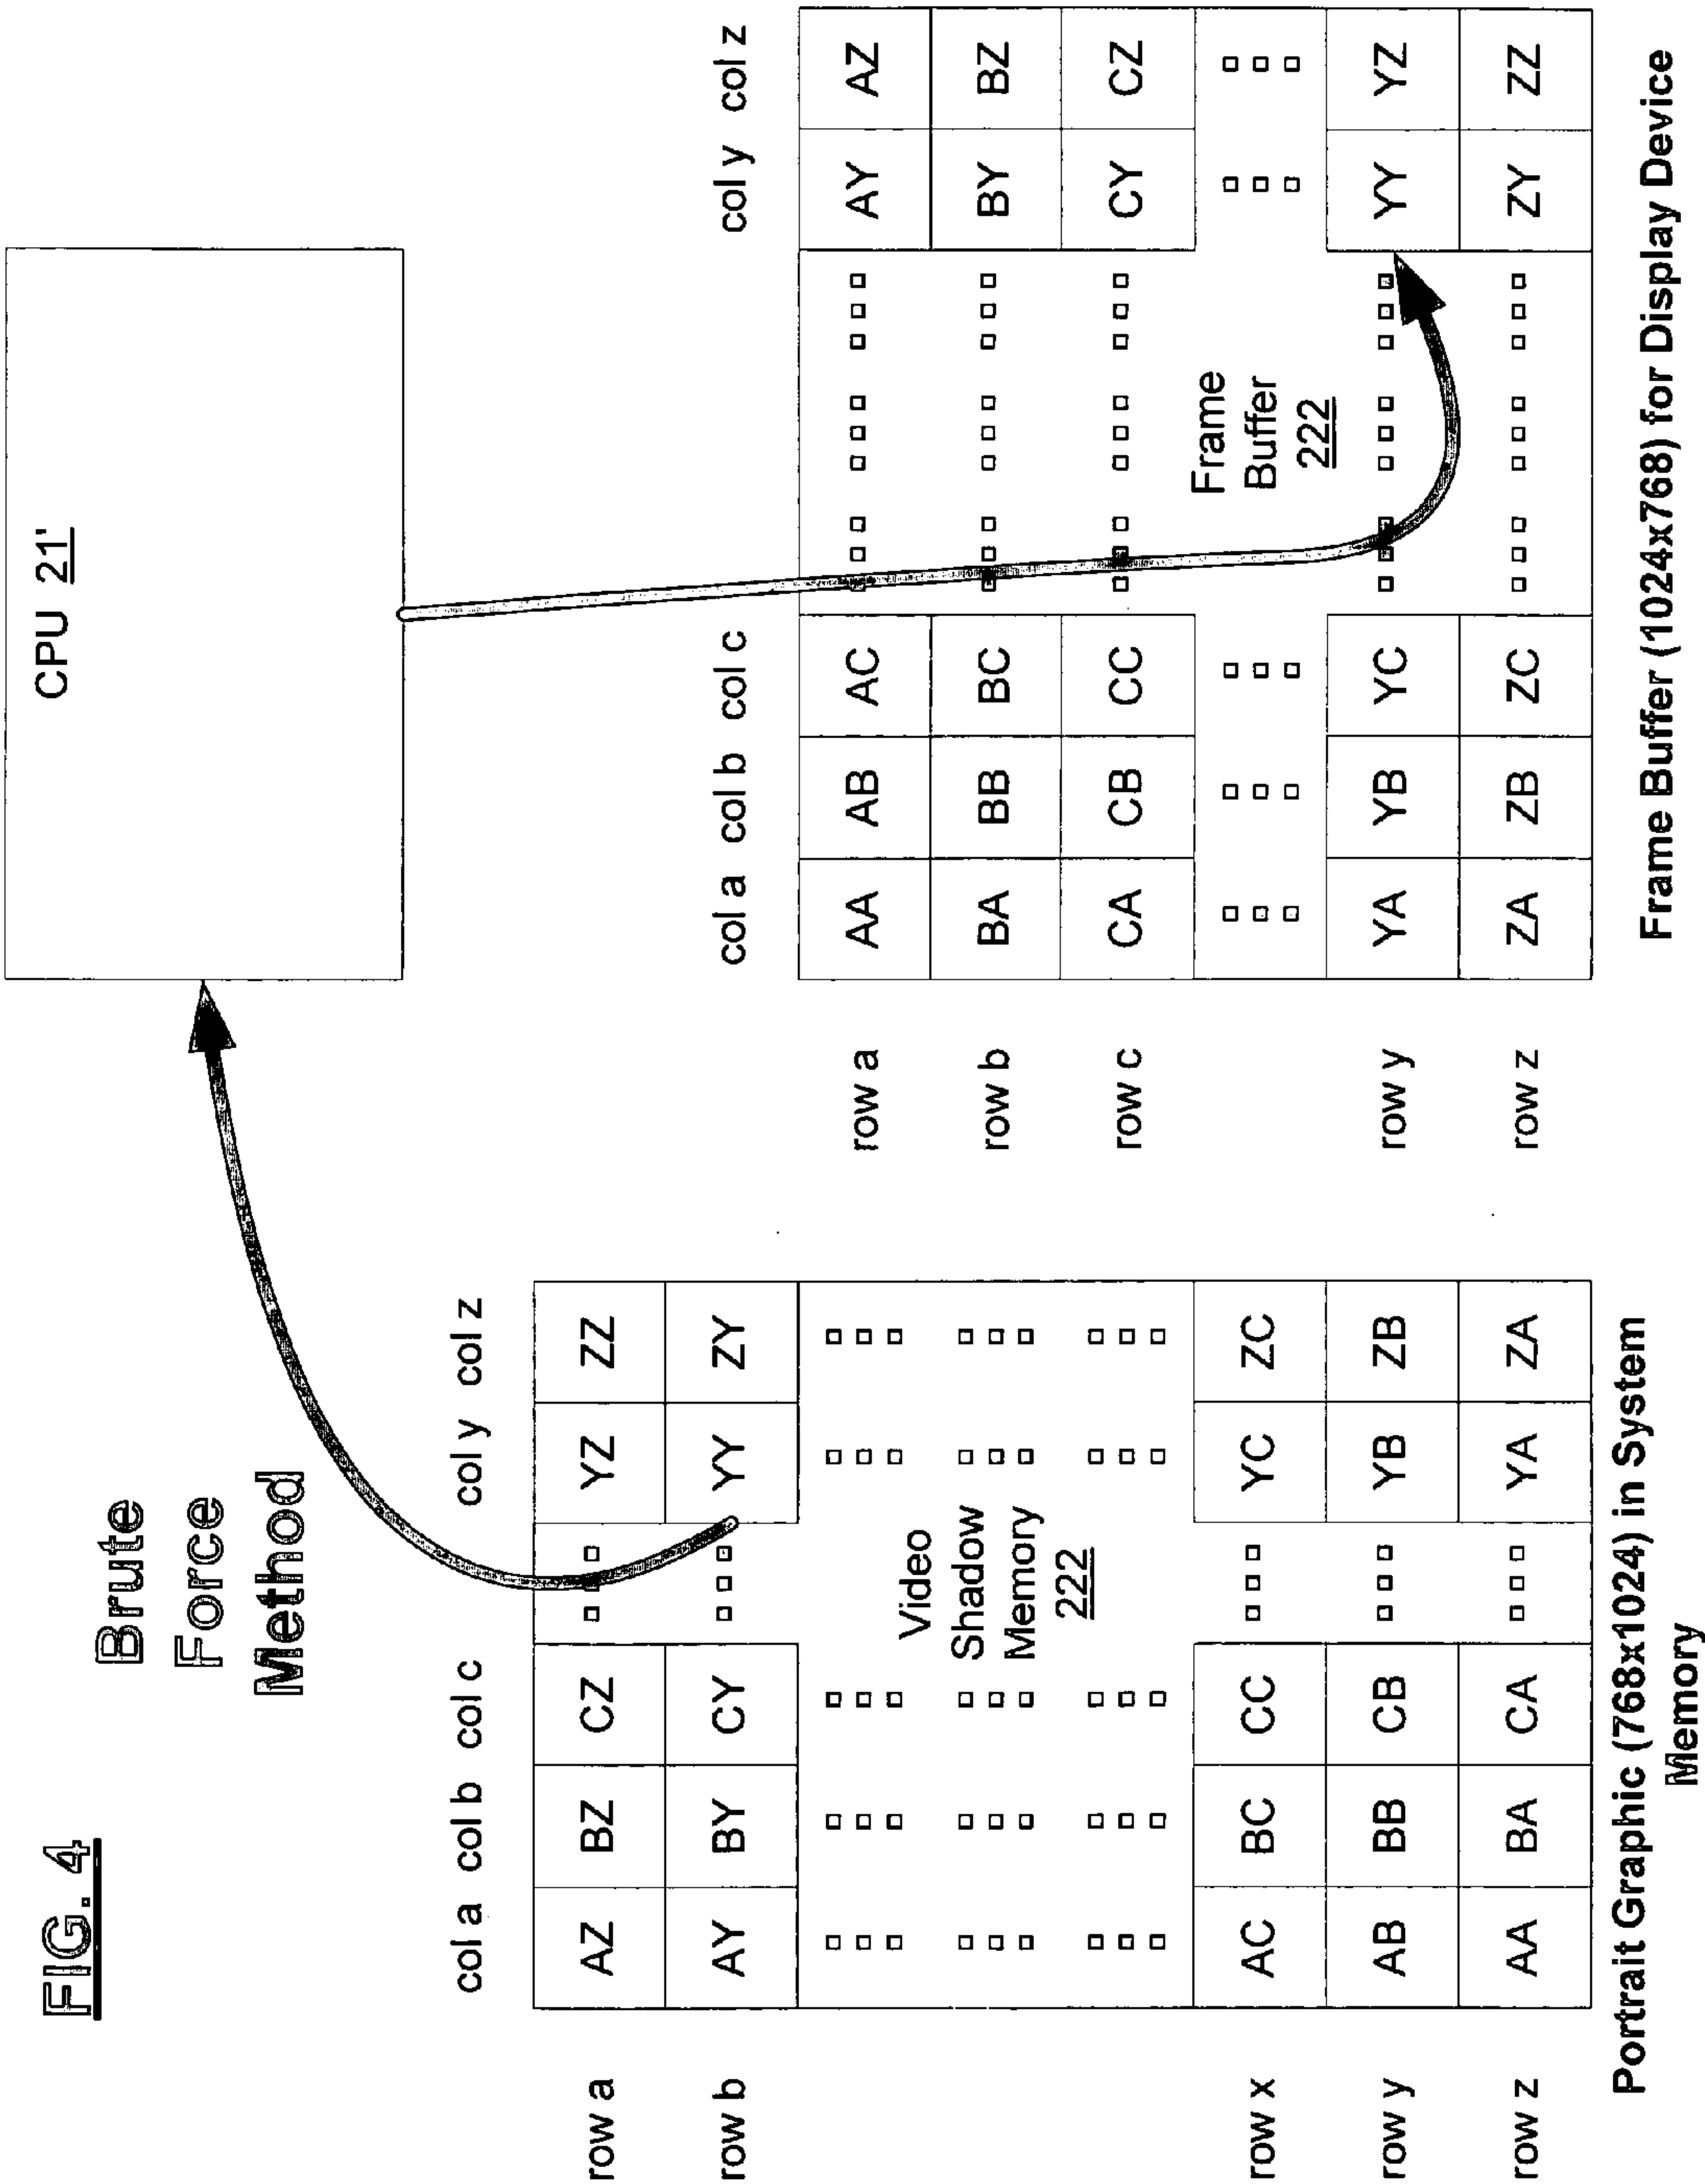 FIG. 4
Brute
Force
Method
CPU 21'
col a col b col c col y col z
row a AZ BZ CZ YZ ZZ
row b AY BY CY YY ZY
Video
Shadow
Memory
222
row x AC BC CC YC ZC
row y AB BB CB YB ZB
row z AA BA CA YA ZA
Portrait Graphic (768x1024) in System
Memory
col a col b col c col y col z
row a AA AB AC AY AZ
row b BA BB BC BY BZ
row c CA CB CC CY CZ
Frame
Buffer
222
row y YA YB YC YY YZ
row z ZA ZB ZC ZY ZZ
Frame Buffer (1024x768) for Display Device